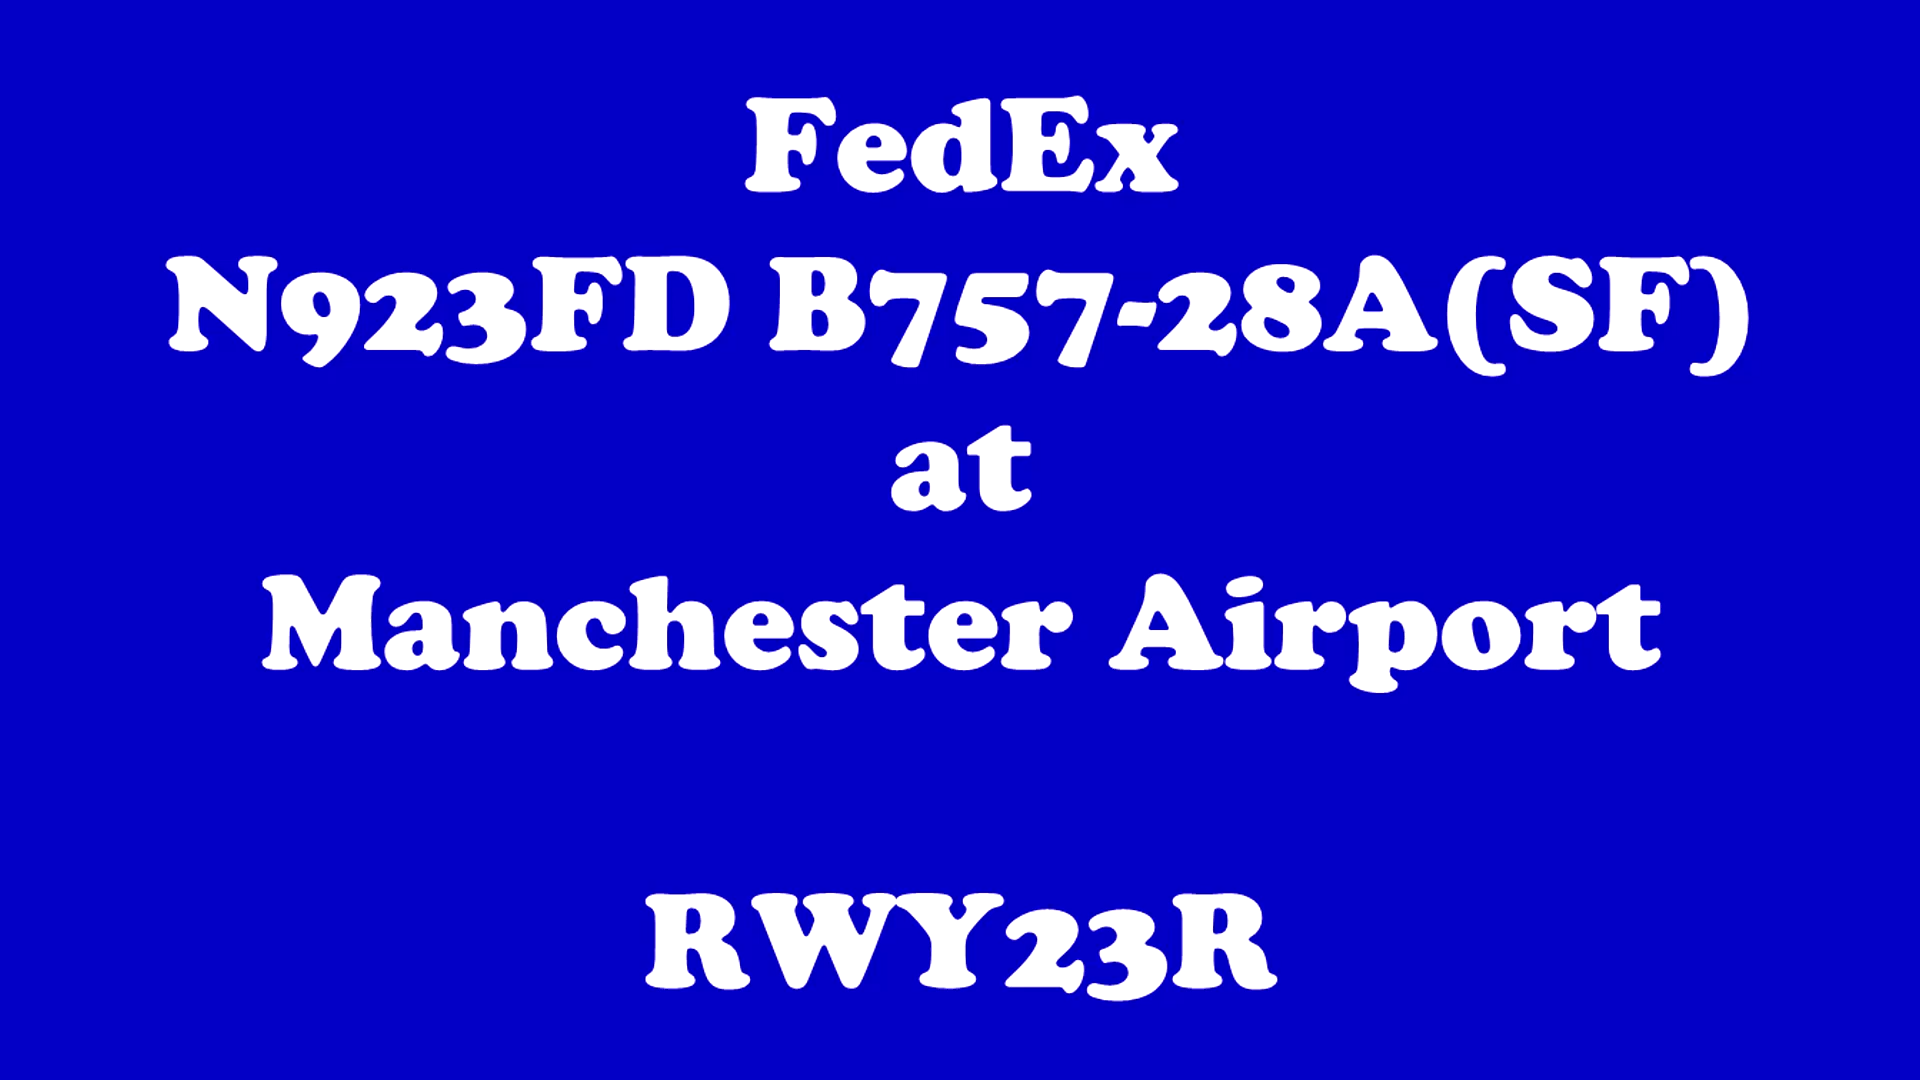 FedEx
N923FD B757-28A(SF)
at
Manchester Airport
RWY23R